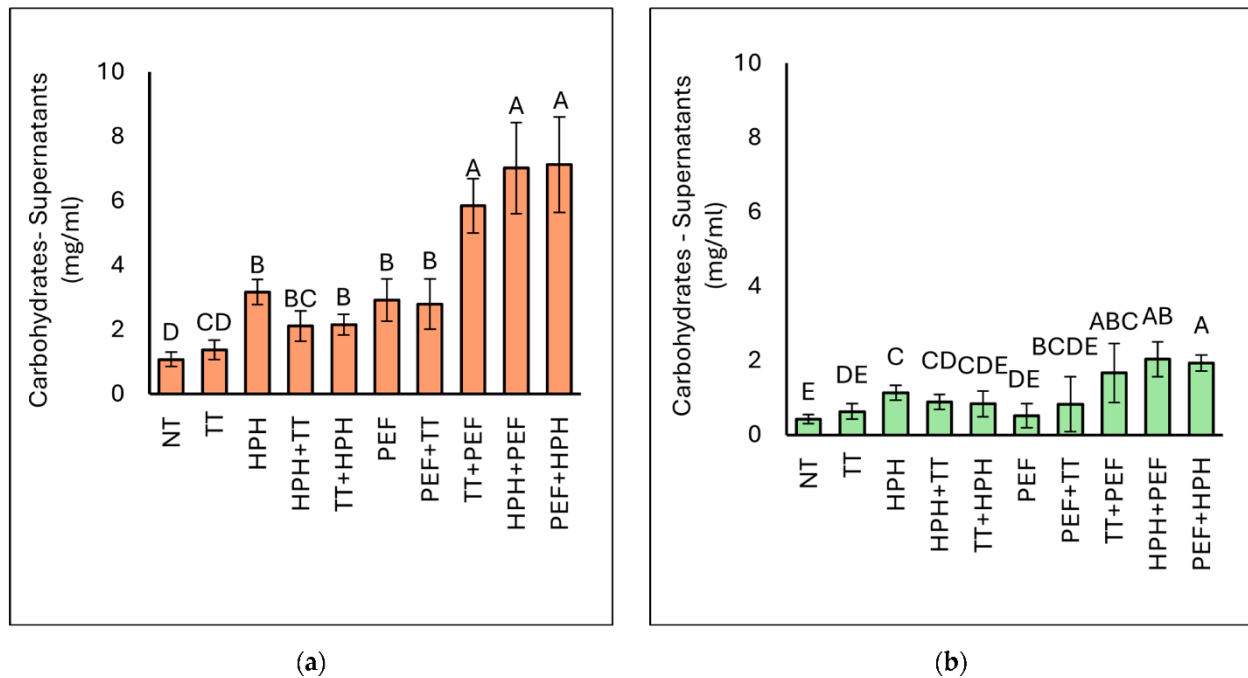 Carbohydrates- Supernatants
(mg/ml)
10
8
6
4
2
0
D
CD
B
BC
B
B
B
A
A
A
NT
TT
HPH
HPH+TT
TT+HPH
PEF
PEF+TT
TT+PEF
HPH+PEF
PEF+HPH
(a)
Carbohydrates - Supernatants
(mg/ml)
10
8
6
4
2
0
E
DE
C
CD
CDE
DE
BCDE
ABC
AB
A
NT
TT
HPH
HPH+TT
TT+HPH
PEF
PEF+TT
TT+PEF
HPH+PEF
PEF+HPH
(b)